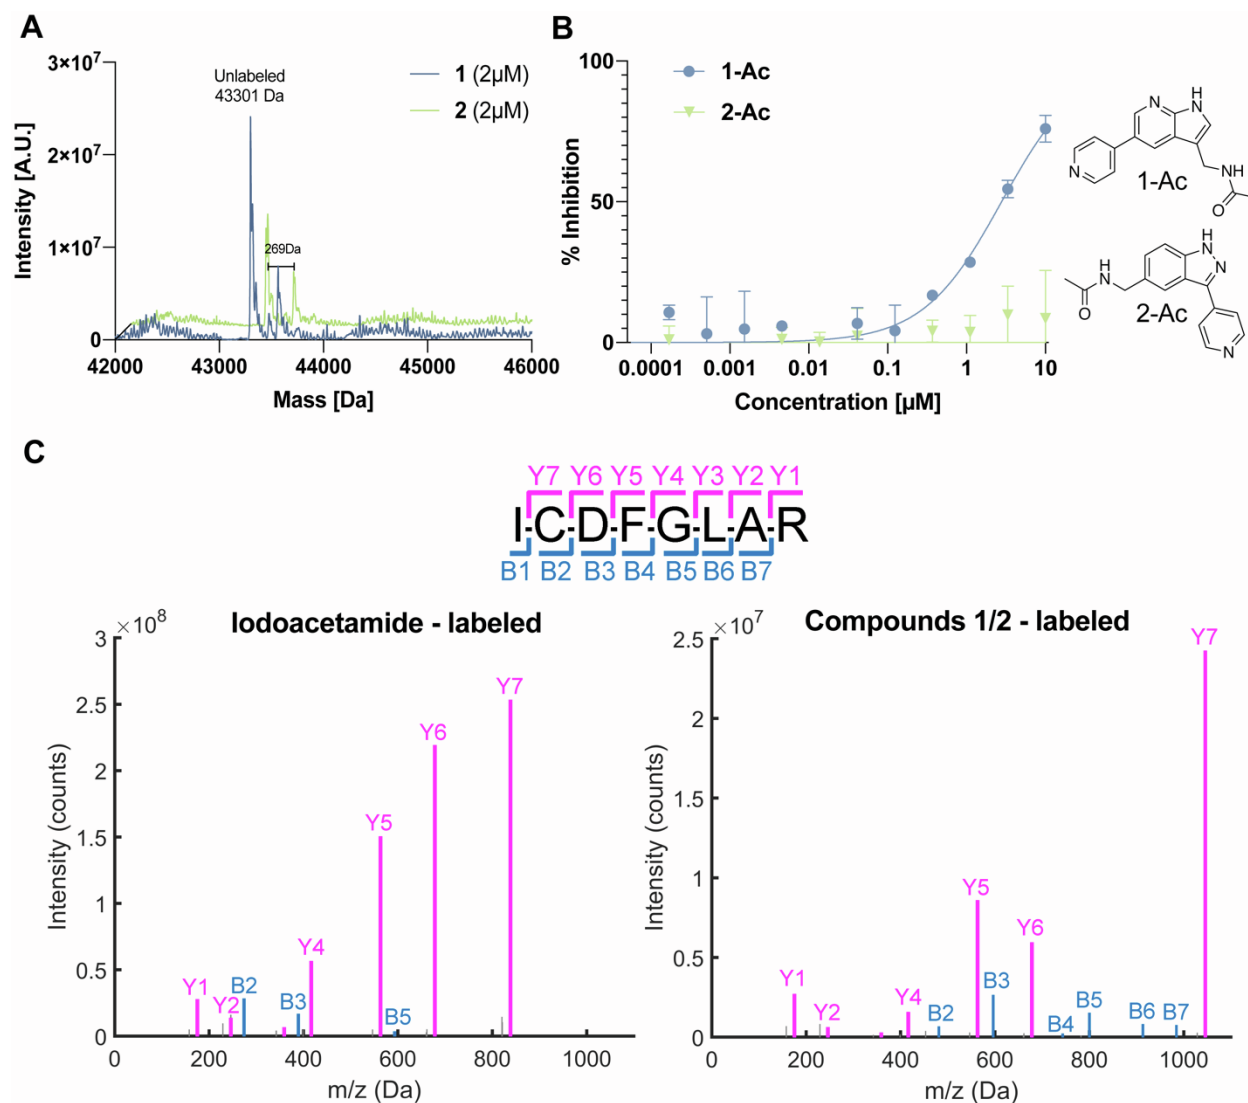 A
3×10⁷
2×10⁷
1×10⁷
0
Intensity [A.U.]
Unlabeled
43301 Da
269Da
1 (2μM)
2 (2μM)
42000 43000 44000 45000 46000
Mass [Da]
B
100
50
0
% Inhibition
1-Ac
2-Ac
0.0001 0.001 0.01 0.1 1 10
Concentration [μM]
N
H
N
N
NH
O
1-Ac
H
N
N
H
N
O
2-Ac
N
C
Y7 Y6 Y5 Y4 Y3 Y2 Y1
I-C-D-F-G-L-A-R
B1 B2 B3 B4 B5 B6 B7
Iodoacetamide - labeled
×10⁸
3
2.5
2
1.5
1
0.5
0
Intensity (counts)
Y1
Y2
B2
B3
Y4
Y5
B5
Y6
Y7
0 200 400 600 800 1000
m/z (Da)
Compounds 1/2 - labeled
×10⁷
2.5
2
1.5
1
0.5
0
Intensity (counts)
Y1
Y2
Y4
B2
Y5
B3
Y6
B4
B5
B6
B7
Y7
0 200 400 600 800 1000
m/z (Da)